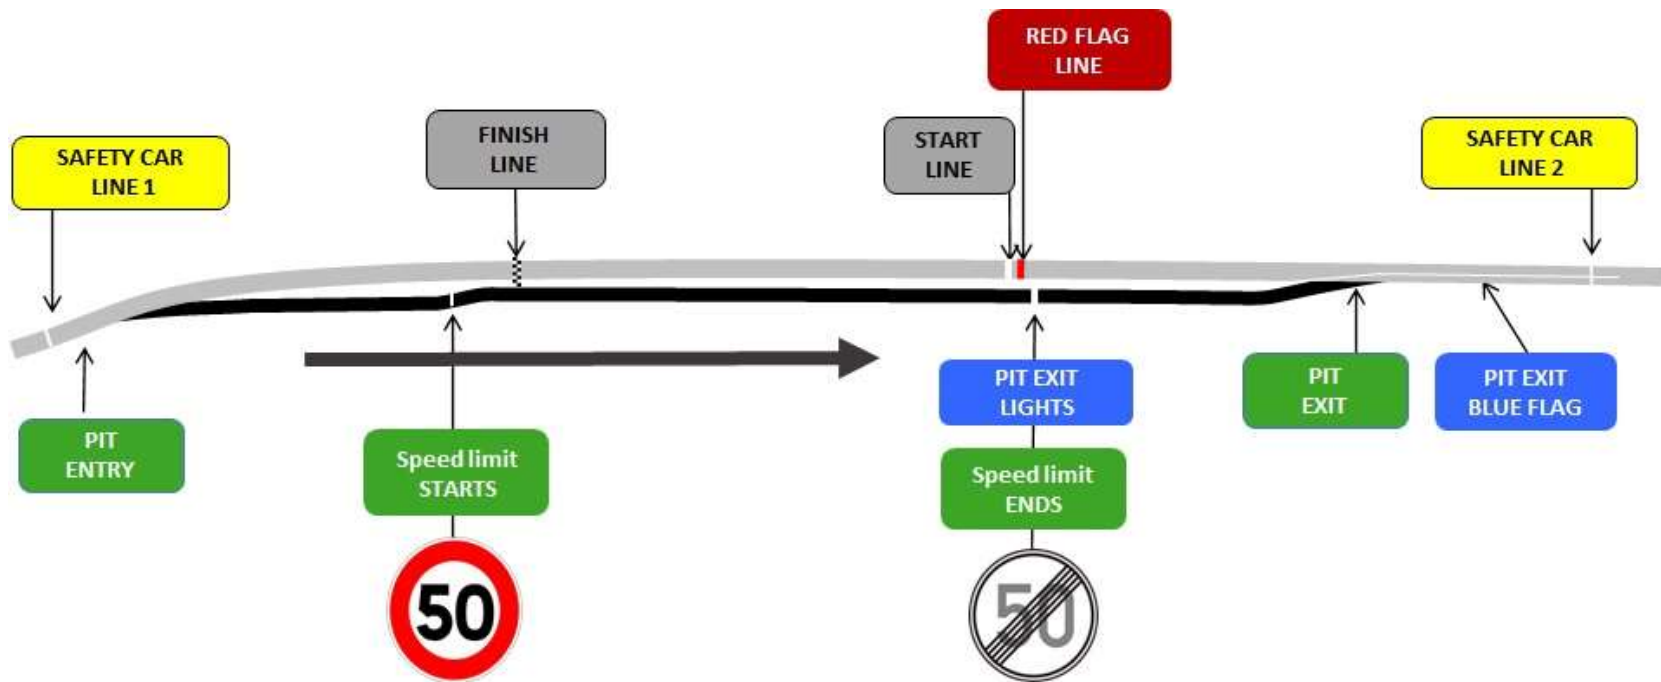 RED FLAG
LINE
SAFETY CAR
LINE 1
FINISH
LINE
START
LINE
SAFETY CAR
LINE 2
PIT
ENTRY
Speed limit
STARTS
50
PIT EXIT
LIGHTS
Speed limit
ENDS
50
PIT
EXIT
PIT EXIT
BLUE FLAG